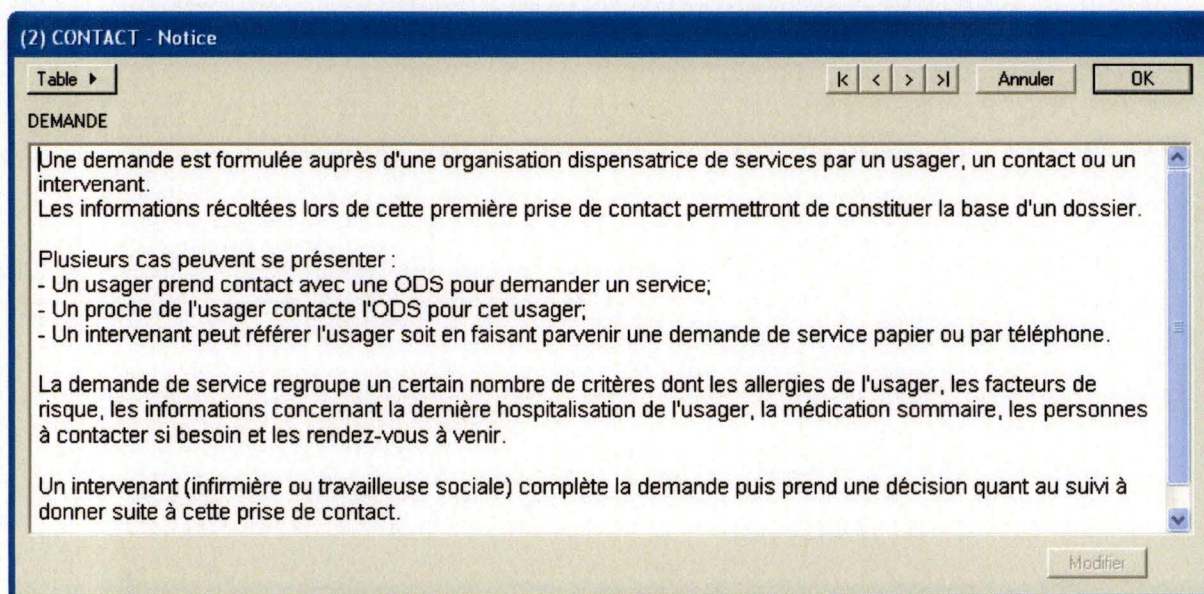 (2) CONTACT - Notice
Table
|< < > >| Annuler OK
DEMANDE
Une demande est formulée auprès d'une organisation dispensatrice de services par un usager, un contact ou un
intervenant.
Les informations récoltées lors de cette première prise de contact permettront de constituer la base d'un dossier.
Plusieurs cas peuvent se présenter :
- Un usager prend contact avec une ODS pour demander un service;
- Un proche de l'usager contacte l'ODS pour cet usager;
- Un intervenant peut référer l'usager soit en faisant parvenir une demande de service papier ou par téléphone.
La demande de service regroupe un certain nombre de critères dont les allergies de l'usager, les facteurs de
risque, les informations concernant la dernière hospitalisation de l'usager, la médication sommaire, les personnes
à contacter si besoin et les rendez-vous à venir.
Un intervenant (infirmière ou travailleuse sociale) complète la demande puis prend une décision quant au suivi à
donner suite à cette prise de contact.
Modifier